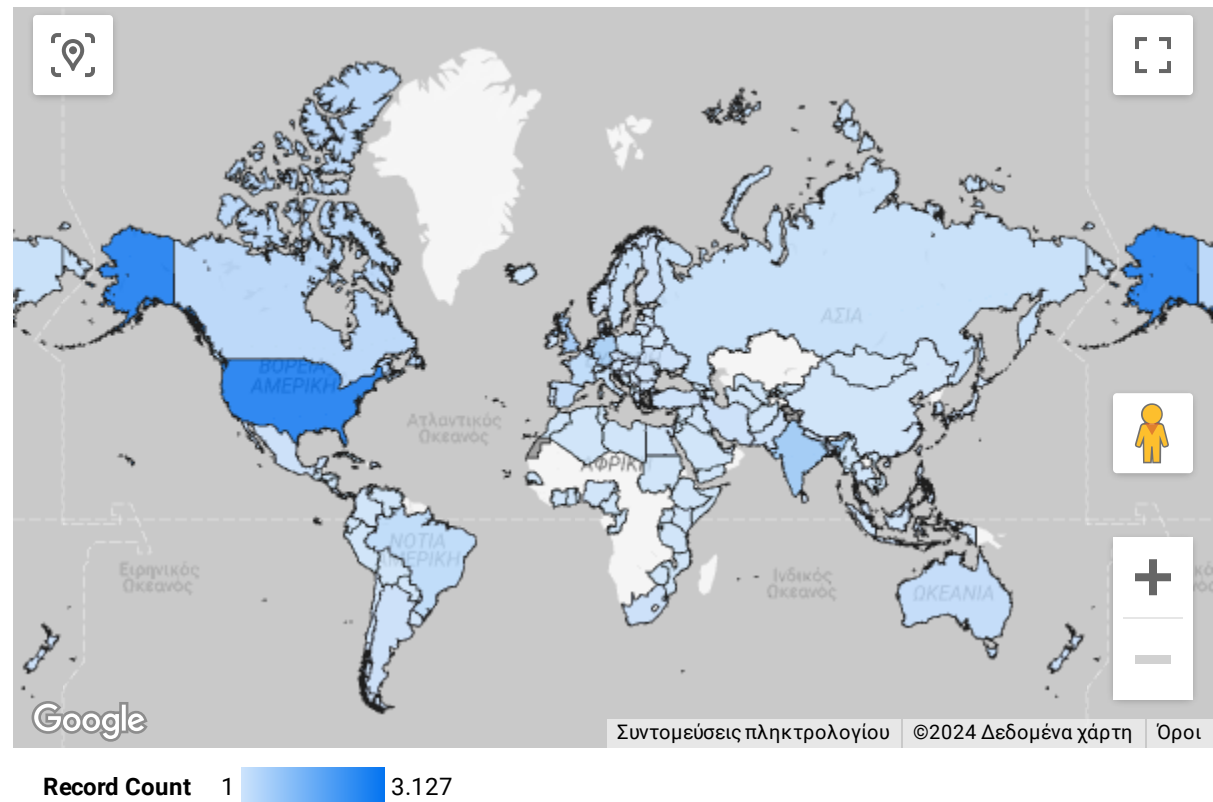 ΑΣΙΑ
ΒΟΡΕΙΑ
ΑΜΕΡΙΚΗ
Ατλαντικός
Ωκεανός
ΑΦΡΙΚΗ
ΝΟΤΙΑ
ΑΜΕΡΙΚΗ
Ειρηνικός
Ωκεανός
Ινδικός
Ωκεανός
ΩΚΕΑΝΙΑ
Google
Συντομεύσεις πληκτρολογίου
©2024 Δεδομένα χάρτη
Όροι
Record Count 1 3.127